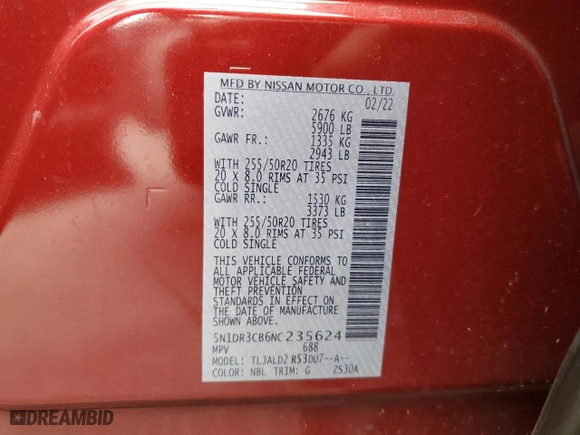 MFD BY NISSAN MOTOR CO., LTD.
DATE: 02/22
GVWR: 2676 KG
5900 LB
GAWR FR.: 1335 KG
2943 LB
WITH 255/50R20 TIRES
20 X 8.0 RIMS AT 35 PSI
COLD SINGLE
GAWR RR.: 1530 KG
3373 LB
WITH 255/50R20 TIRES
20 X 8.0 RIMS AT 35 PSI
COLD SINGLE
THIS VEHICLE CONFORMS TO
ALL APPLICABLE FEDERAL
MOTOR VEHICLE SAFETY AND
THEFT PREVENTION
STANDARDS IN EFFECT ON
THE DATE OF MANUFACTURE
SHOWN ABOVE.
5N1DR3CB6NC235624
MPV 688
MODEL: TLJALD2 R53DU7--A--
COLOR: NBL TRIM: G 2S30A
DREAMBID